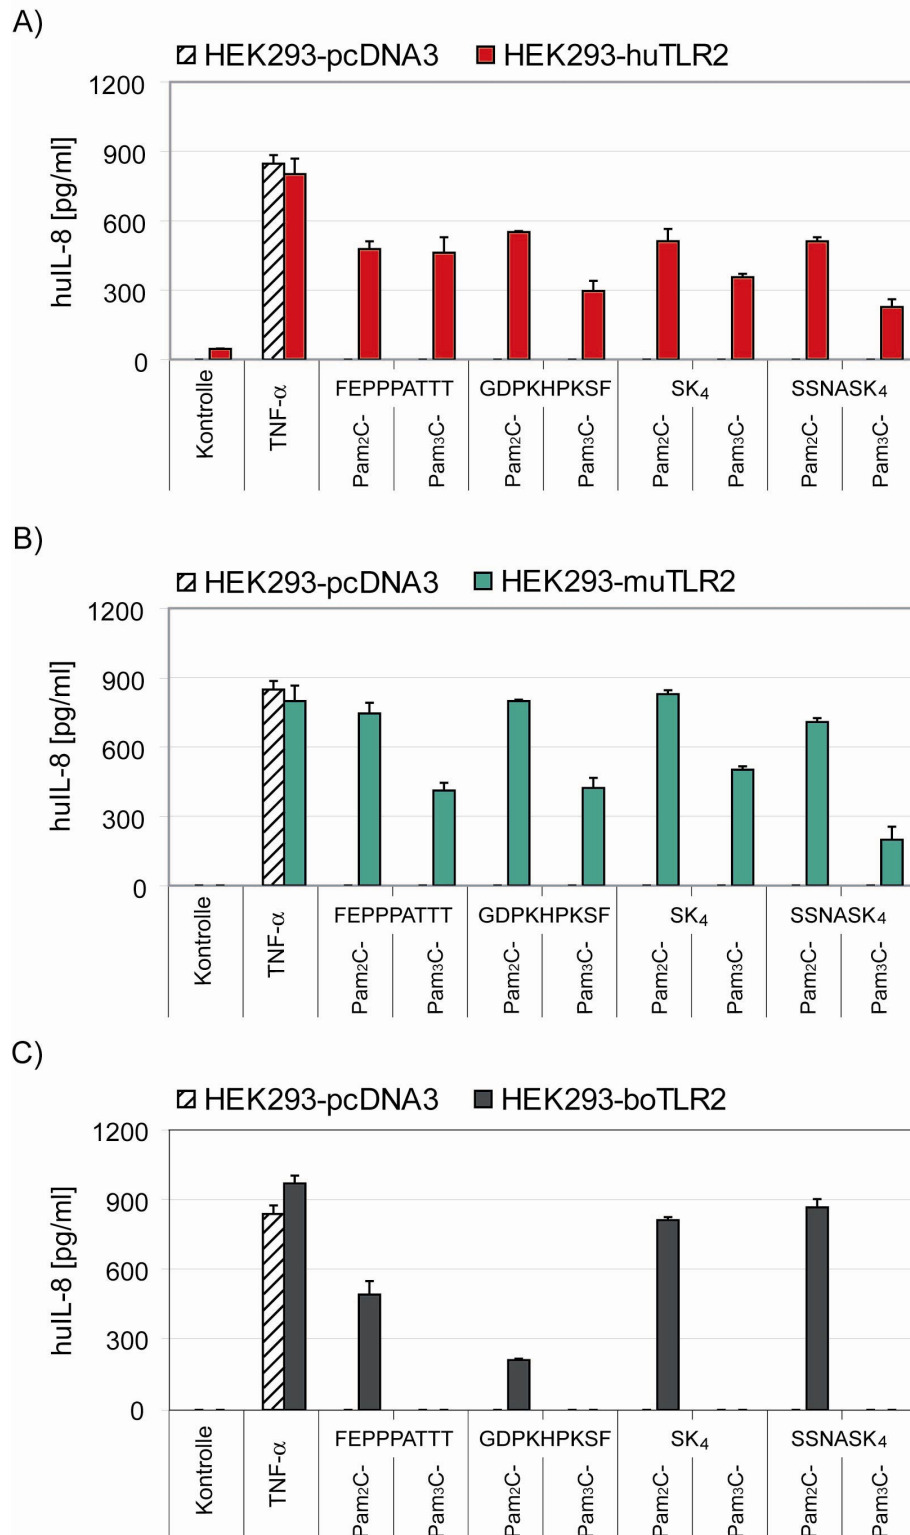 A)
HEK293-pcDNA3 HEK293-huTLR2
huIL-8 [pg/ml]
1200
900
600
300
0
Kontrolle
TNF-α
FEPPPATTT GDPKHPKSF SK₄ SSNASK₄
Pam₂C- Pam₃C- Pam₂C- Pam₃C- Pam₂C- Pam₃C- Pam₂C- Pam₃C-
B)
HEK293-pcDNA3 HEK293-muTLR2
huIL-8 [pg/ml]
1200
900
600
300
0
Kontrolle
TNF-α
FEPPPATTT GDPKHPKSF SK₄ SSNASK₄
Pam₂C- Pam₃C- Pam₂C- Pam₃C- Pam₂C- Pam₃C- Pam₂C- Pam₃C-
C)
HEK293-pcDNA3 HEK293-boTLR2
huIL-8 [pg/ml]
1200
900
600
300
0
Kontrolle
TNF-α
FEPPPATTT GDPKHPKSF SK₄ SSNASK₄
Pam₂C- Pam₃C- Pam₂C- Pam₃C- Pam₂C- Pam₃C- Pam₂C- Pam₃C-